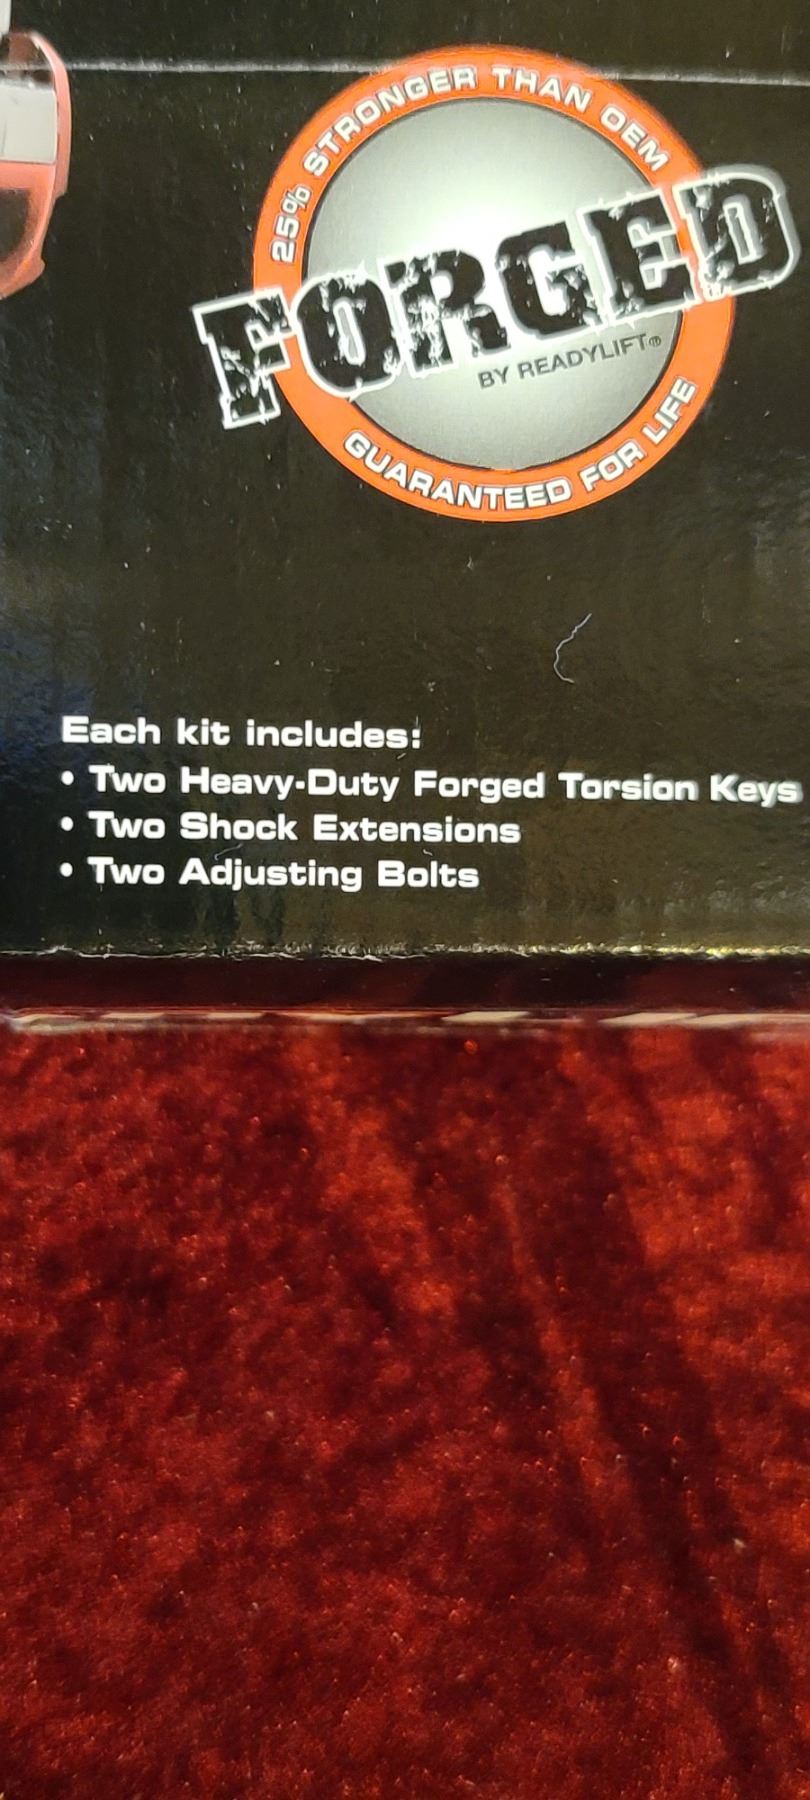 25% STRONGER THAN OEM
FORGED
BY READYLIFT®
GUARANTEED FOR LIFE
Each kit includes:
• Two Heavy-Duty Forged Torsion Keys
• Two Shock Extensions
• Two Adjusting Bolts